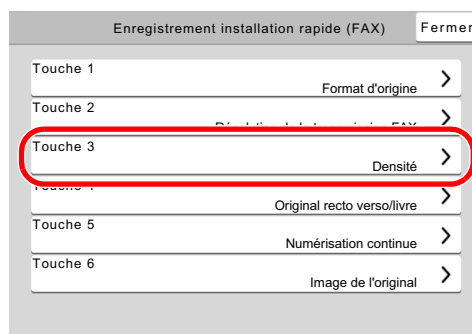 Enregistrement installation rapide (FAX)
Fermer
Touche 1
Format d'origine
Touche 2
Touche 3
Densité
Original recto verso/livre
Touche 5
Numérisation continue
Touche 6
Image de l'original